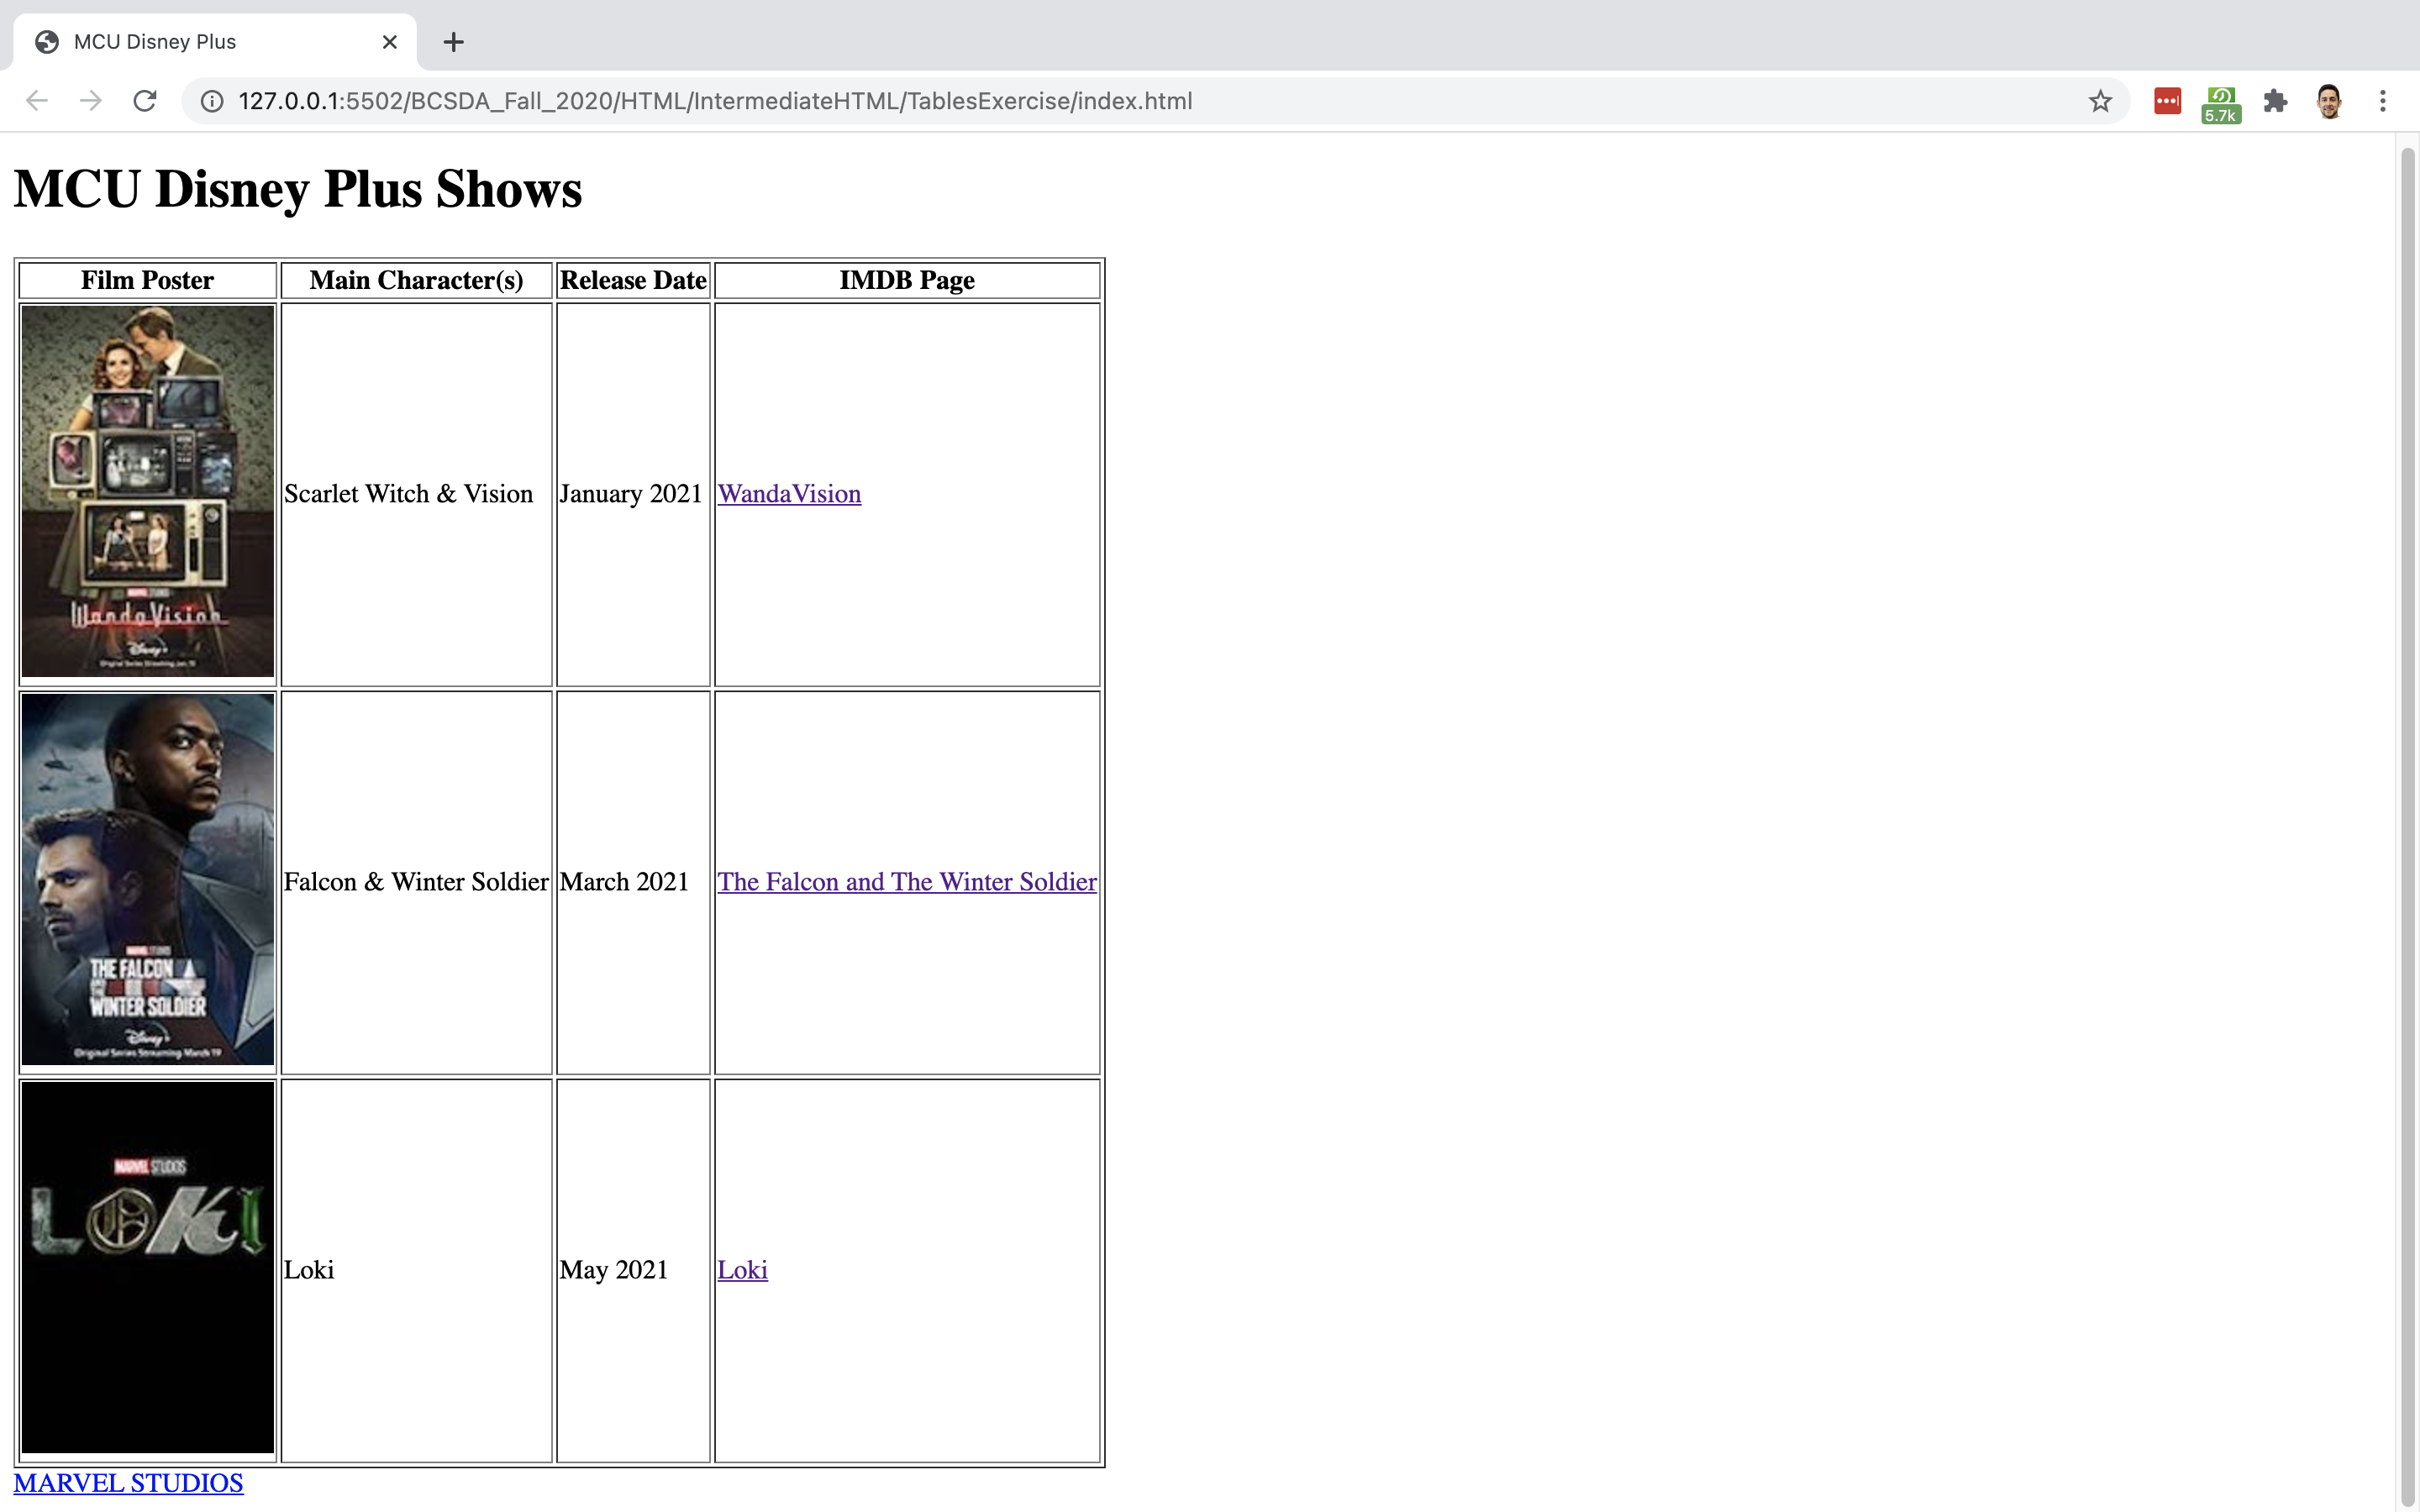 MCU Disney Plus
127.0.0.1:5502/BCSDA_Fall_2020/HTML/IntermediateHTML/TablesExercise/index.html
5.7k
MCU Disney Plus Shows
Film Poster Main Character(s) Release Date IMDB Page
MARVEL STUDIOS
WandaVision
Disney+
Original Series Streaming Jan 15
Scarlet Witch & Vision January 2021 WandaVision
MARVEL STUDIOS
THE FALCON
AND THE
WINTER SOLDIER
Disney+
Original Series Streaming March 19
Falcon & Winter Soldier March 2021 The Falcon and The Winter Soldier
MARVEL STUDIOS
LOKI
Loki May 2021 Loki
MARVEL STUDIOS